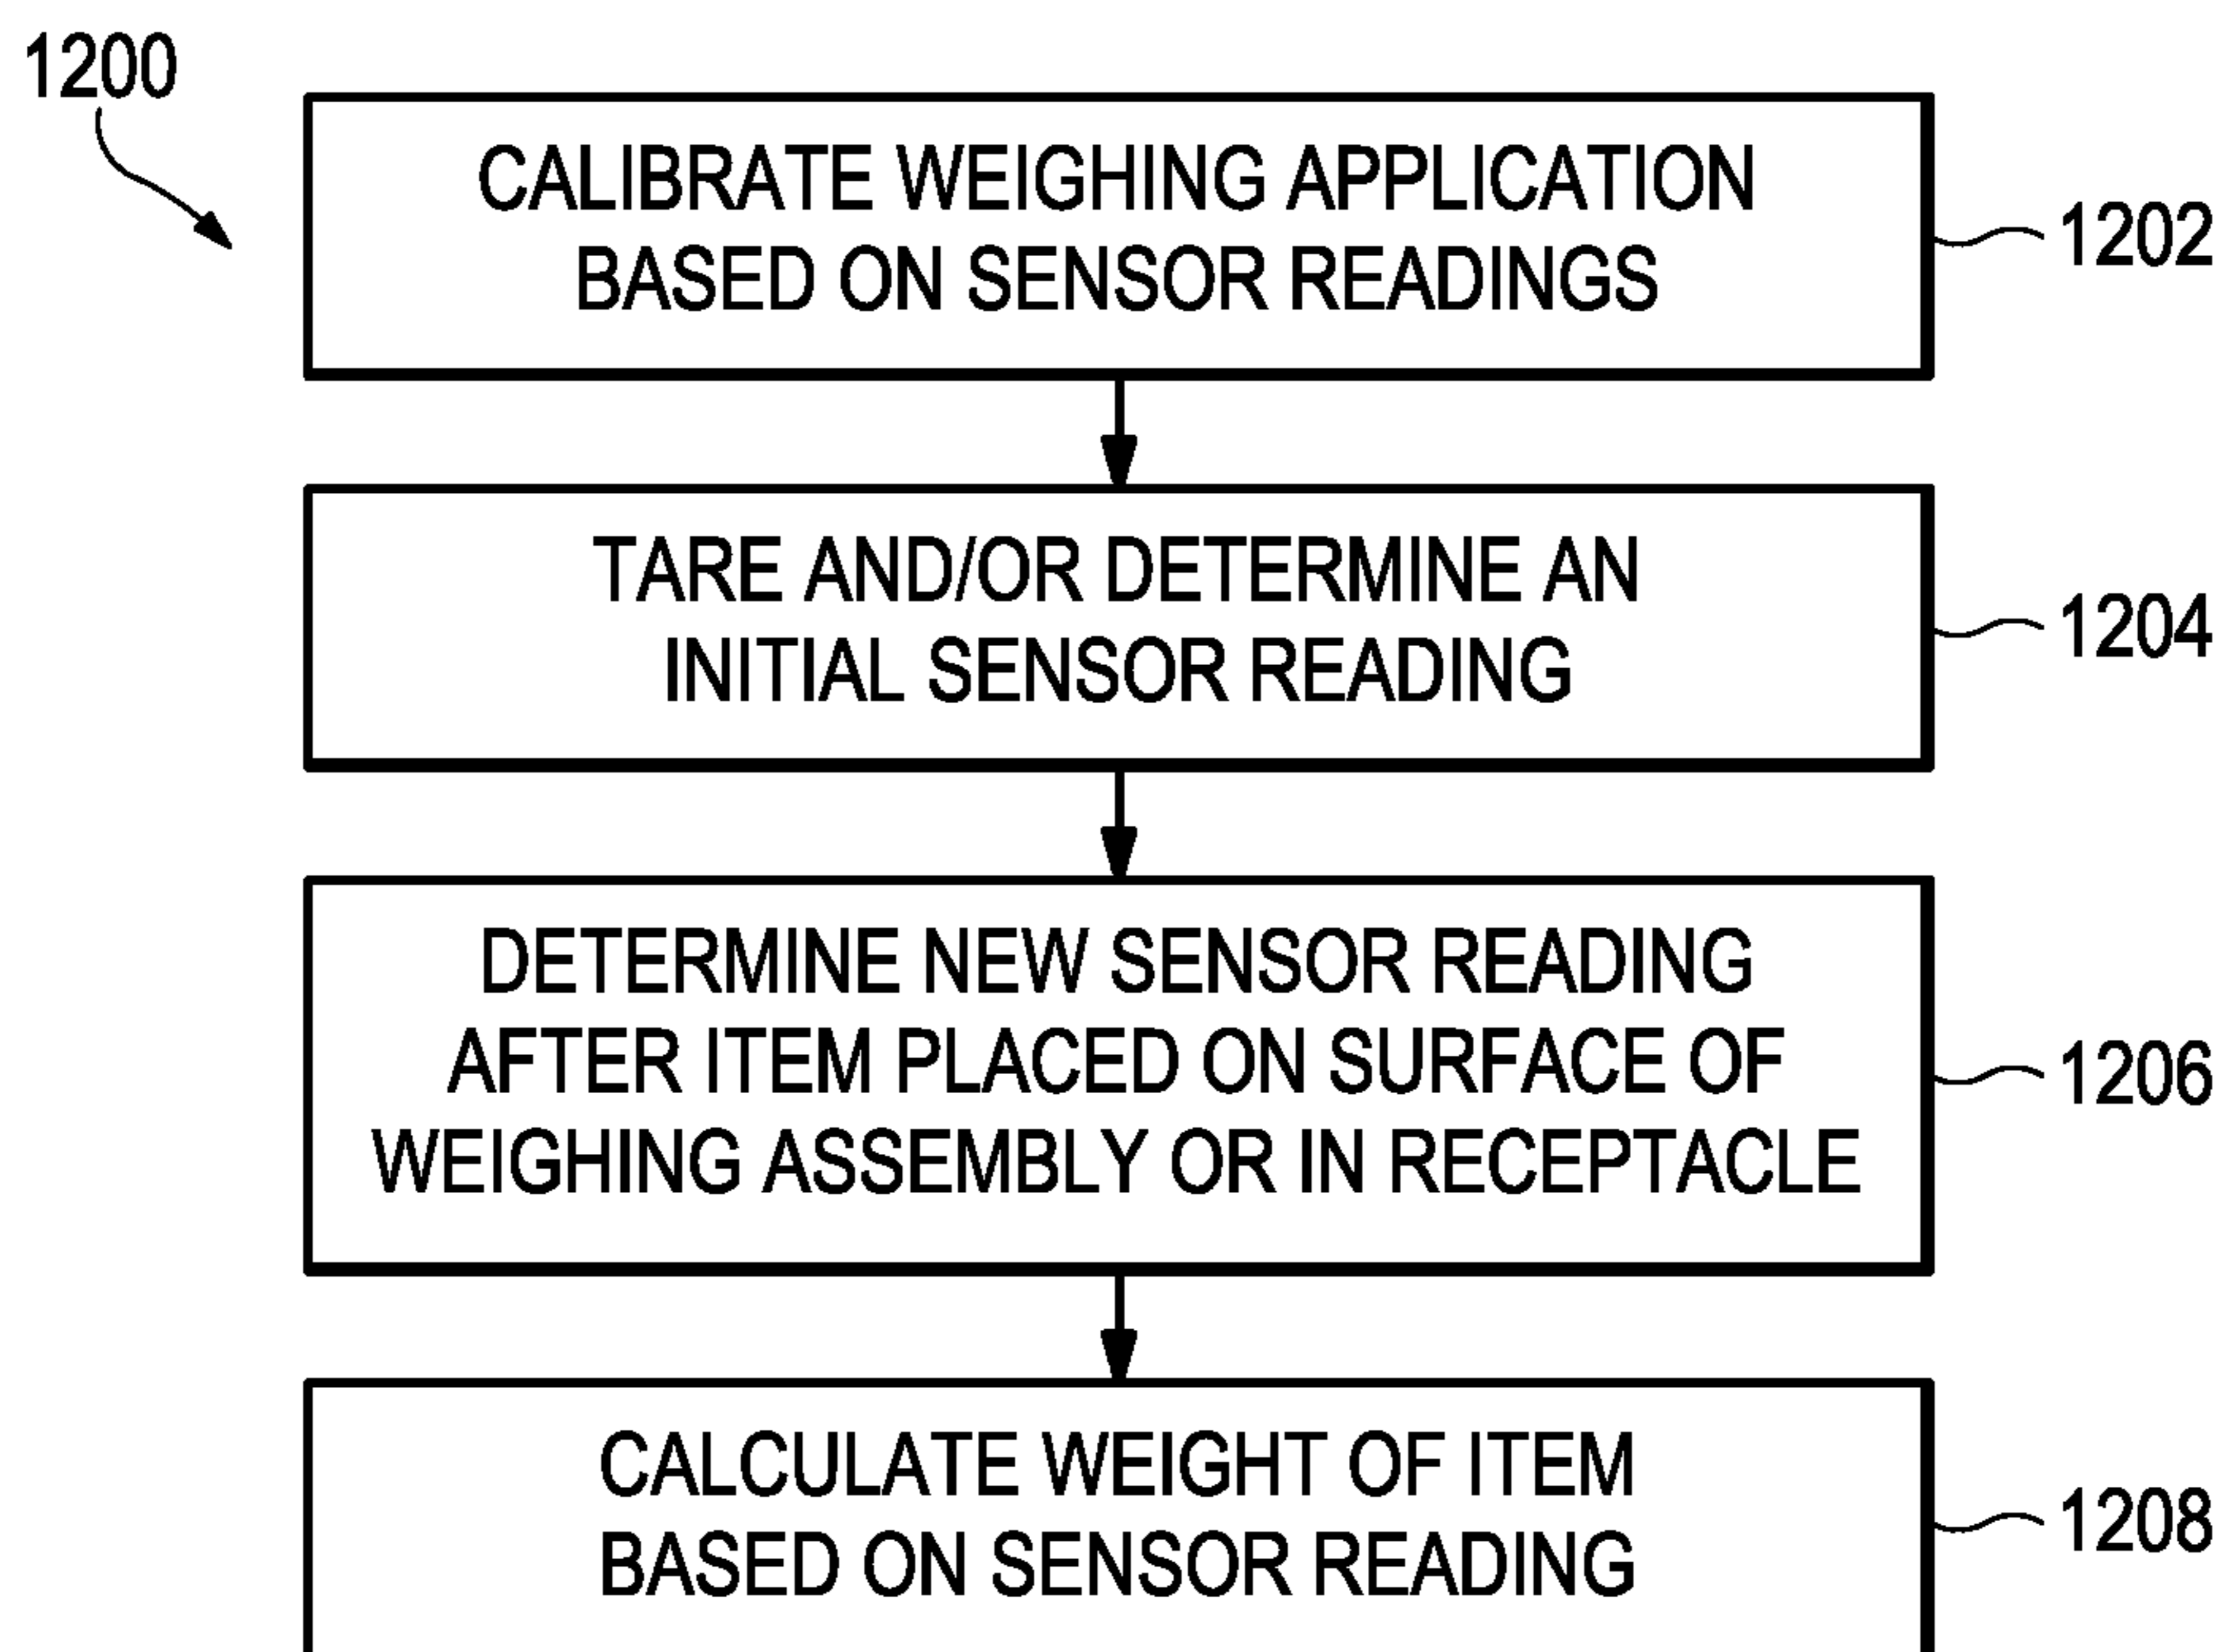 1200
CALIBRATE WEIGHING APPLICATION
BASED ON SENSOR READINGS
1202
TARE AND/OR DETERMINE AN
INITIAL SENSOR READING
1204
DETERMINE NEW SENSOR READING
AFTER ITEM PLACED ON SURFACE OF
WEIGHING ASSEMBLY OR IN RECEPTACLE
1206
CALCULATE WEIGHT OF ITEM
BASED ON SENSOR READING
1208